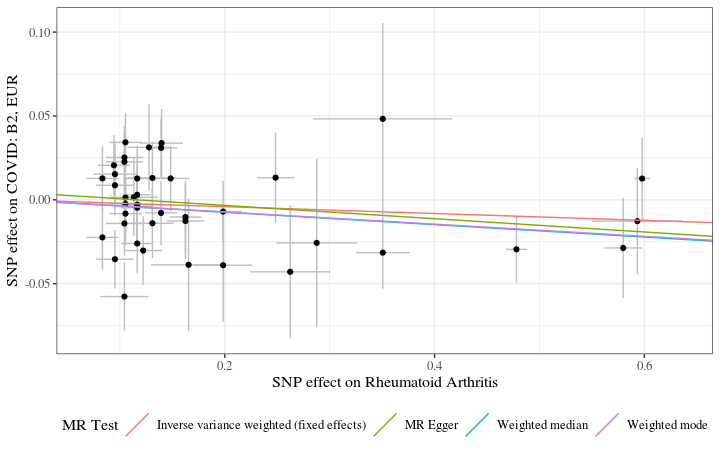 0.10
0.05
0.00
-0.05
SNP effect on COVID: B2, EUR
0.2
0.4
0.6
SNP effect on Rheumatoid Arthritis
MR Test
Inverse variance weighted (fixed effects)
MR Egger
Weighted median
Weighted mode